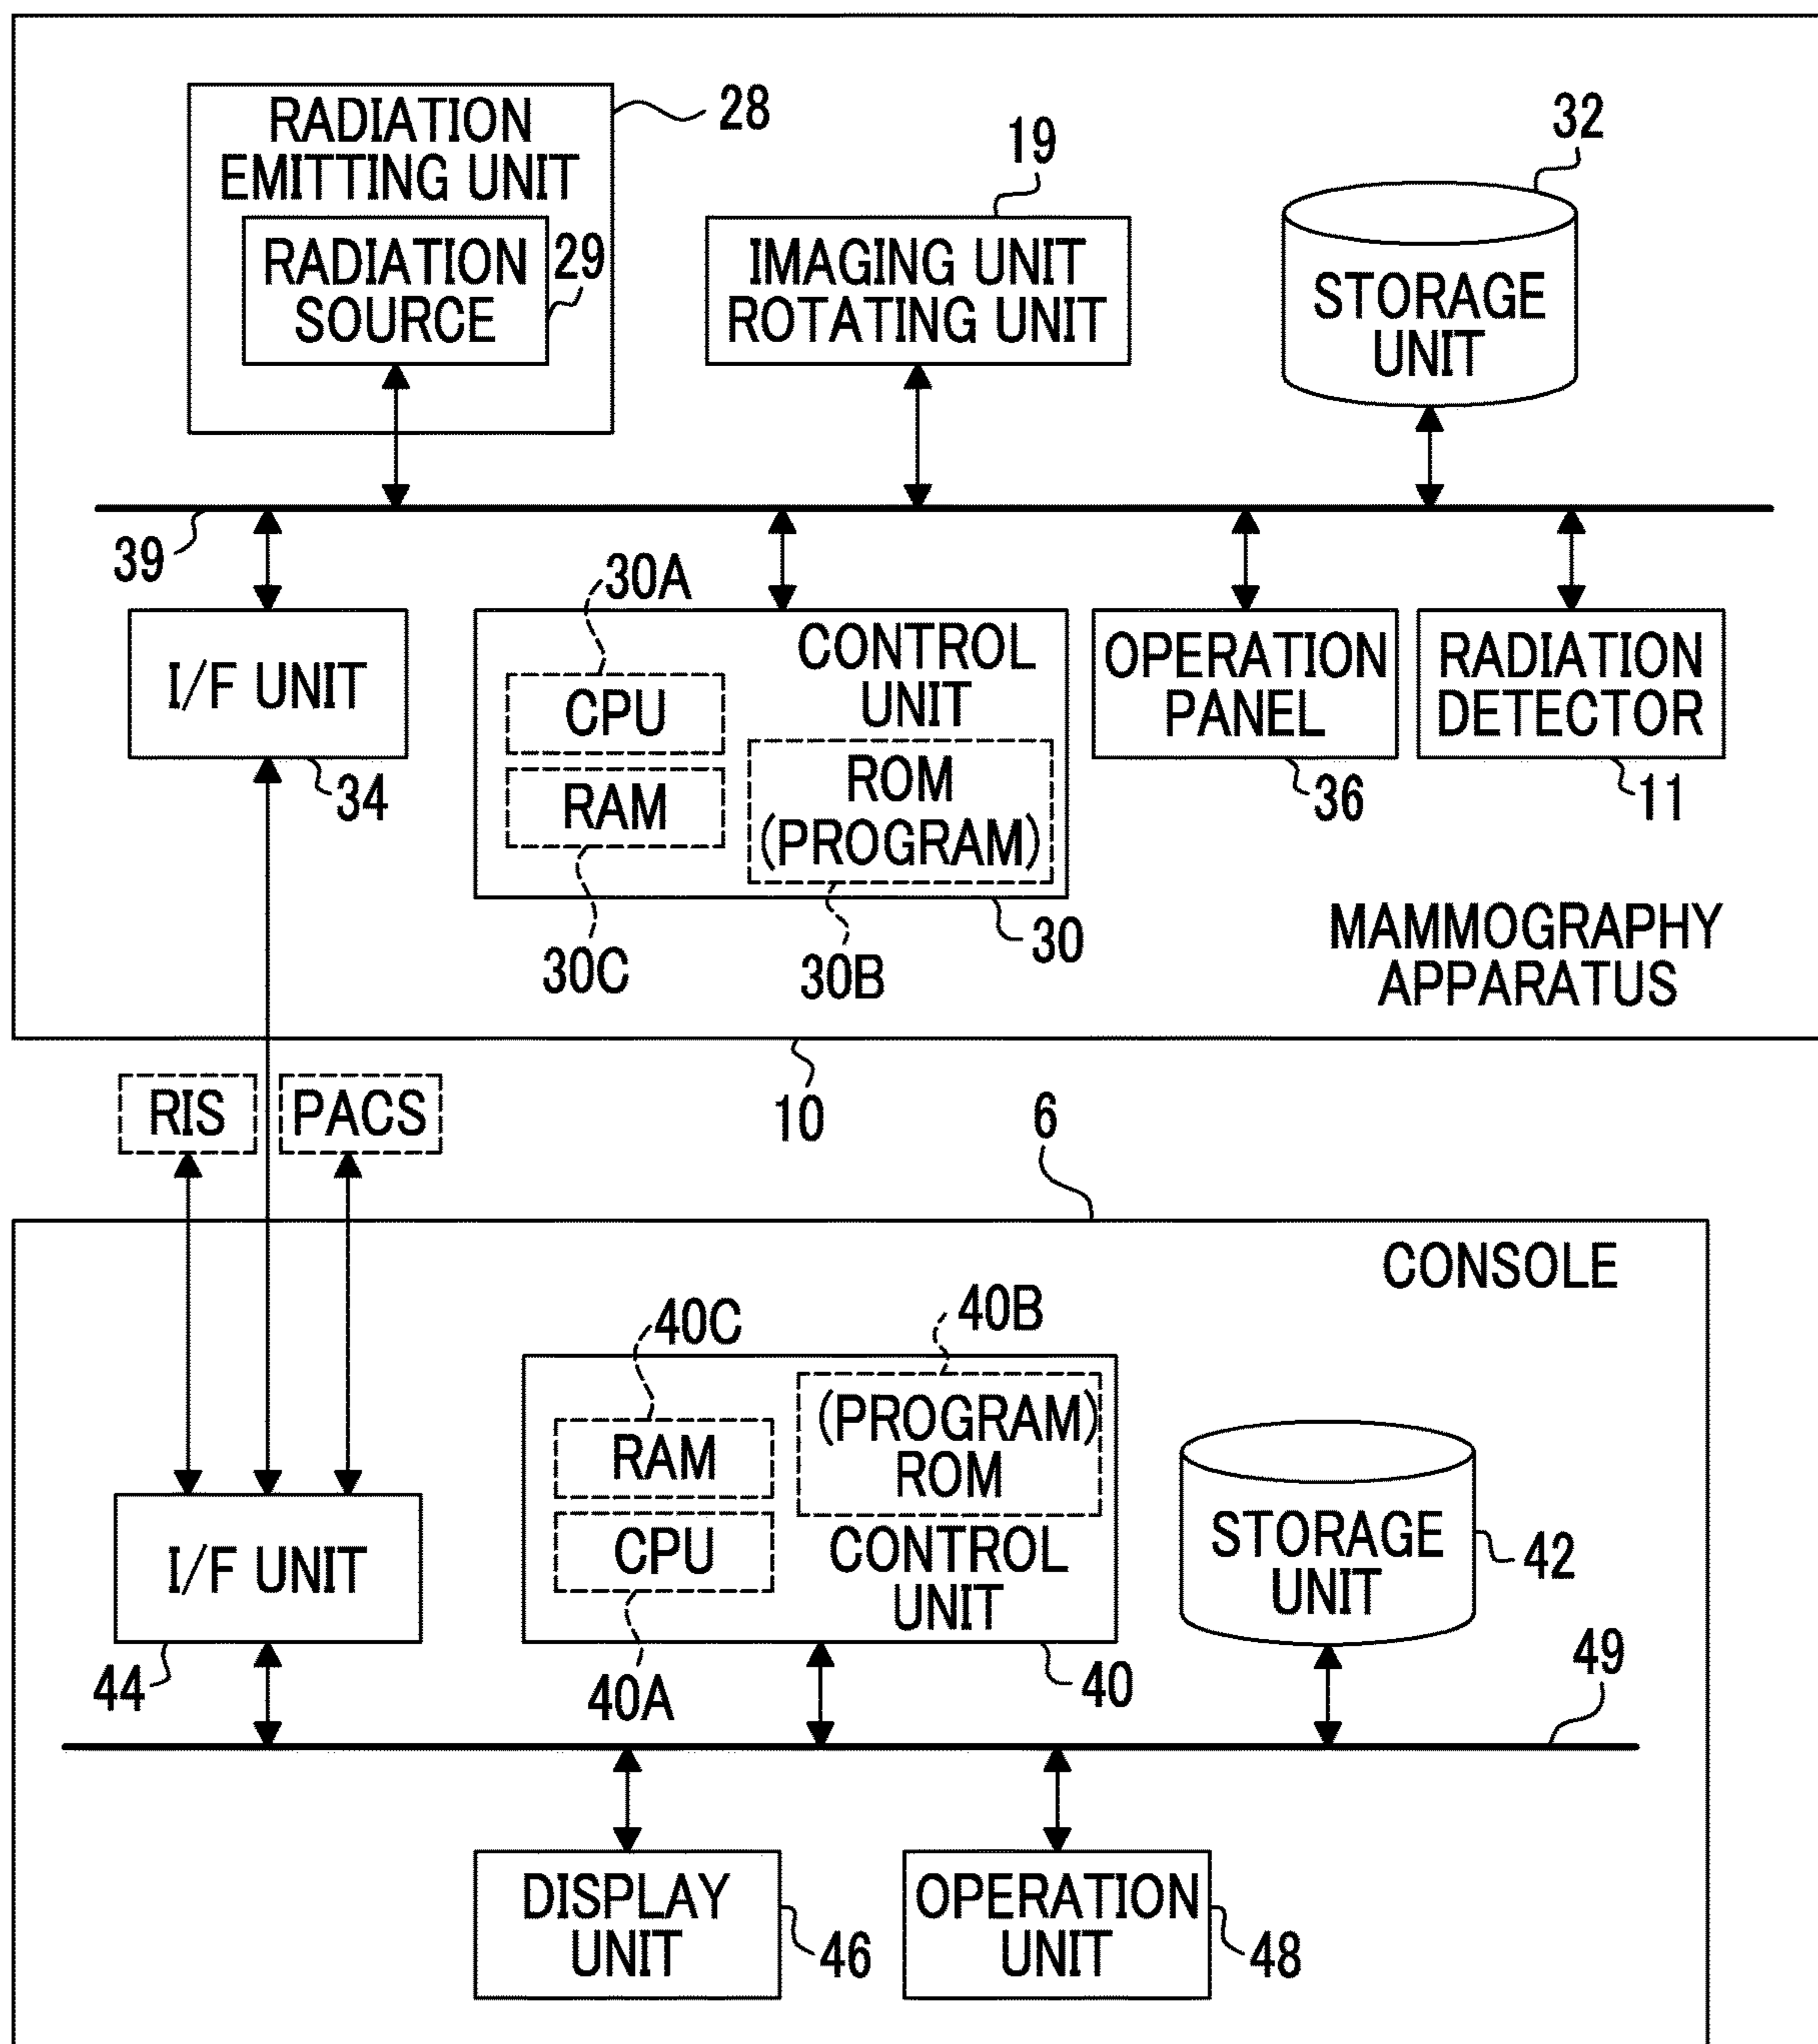 RADIATION
EMITTING UNIT
28
RADIATION
SOURCE
29
19
IMAGING UNIT
ROTATING UNIT
32
STORAGE
UNIT
39
I/F UNIT
34
30A
CONTROL
UNIT
CPU
RAM
ROM
(PROGRAM)
30C
30B
30
OPERATION
PANEL
36
RADIATION
DETECTOR
11
MAMMOGRAPHY
APPARATUS
10
RIS
PACS
6
CONSOLE
40C
40B
RAM
(PROGRAM)
ROM
CPU
CONTROL
UNIT
40A
40
I/F UNIT
44
STORAGE
UNIT
42
49
DISPLAY
UNIT
46
OPERATION
UNIT
48